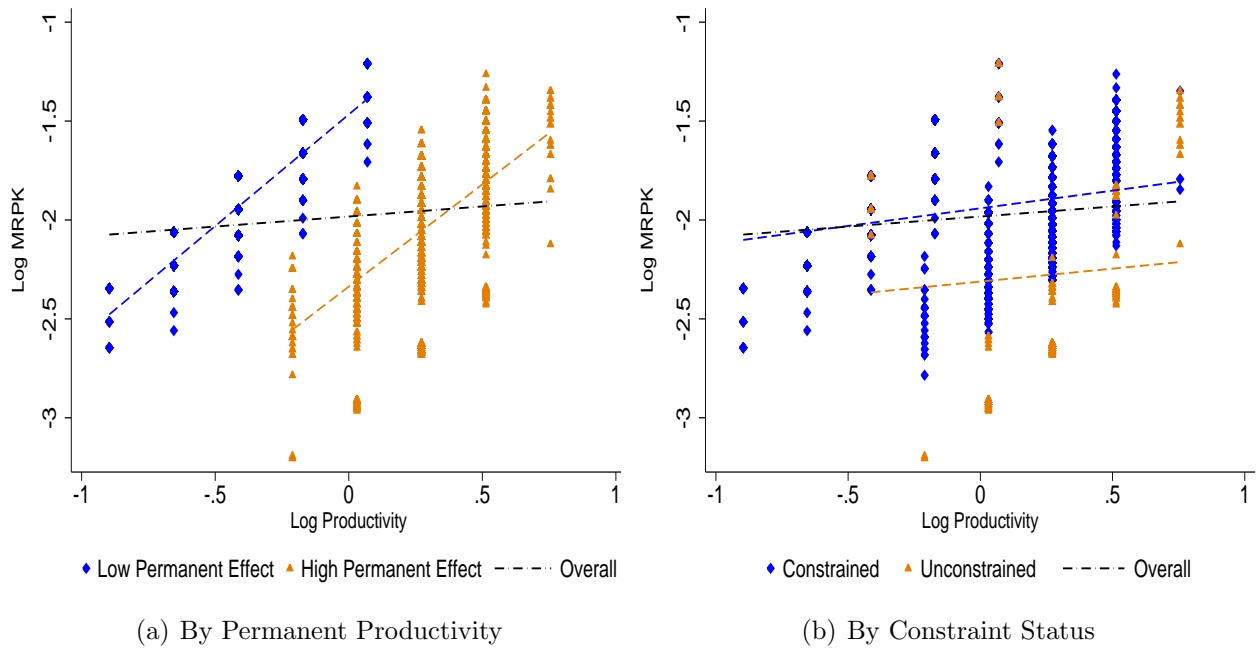 -1
-1.5
-2
-2.5
-3
Log MRPK
-1
-.5
0
.5
1
Log Productivity
Low Permanent Effect
High Permanent Effect
Overall
(a) By Permanent Productivity
-1
-1.5
-2
-2.5
-3
Log MRPK
-1
-.5
0
.5
1
Log Productivity
Constrained
Unconstrained
Overall
(b) By Constraint Status